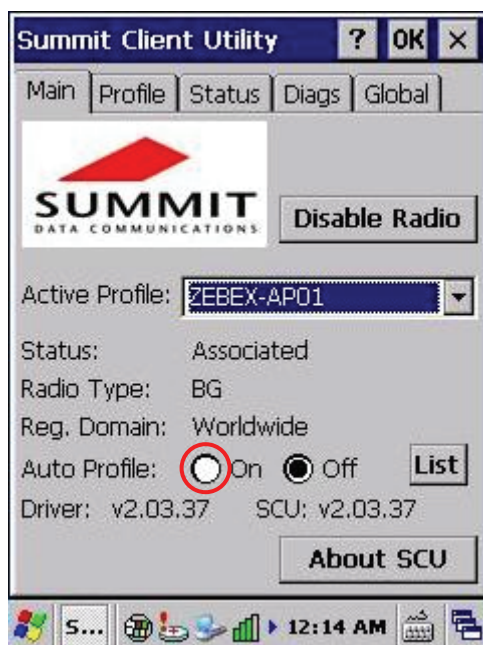 Summit Client Utility ? OK ×
Main Profile Status Diags Global
SUMMIT
DATA COMMUNICATIONS
Disable Radio
Active Profile: ZEBEX-AP01
Status: Associated
Radio Type: BG
Reg. Domain: Worldwide
Auto Profile: On Off List
Driver: v2.03.37 SCU: v2.03.37
About SCU
S... 12:14 AM